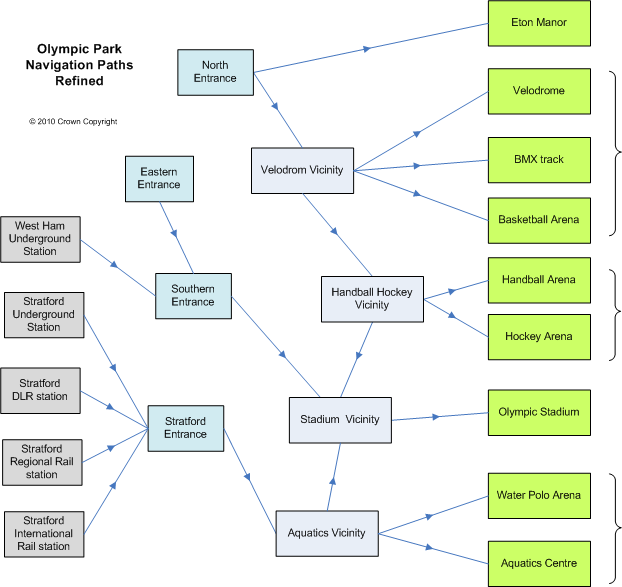 Olympic Park
Navigation Paths
Refined
© 2010 Crown Copyright
North
Entrance
Eton Manor
Velodrome
Velodrom Vicinity
BMX track
Eastern
Entrance
Basketball Arena
West Ham
Underground
Station
Southern
Entrance
Handball Hockey
Vicinity
Handball Arena
Stratford
Underground
Station
Hockey Arena
Stratford
DLR station
Stratford
Entrance
Stadium Vicinity
Olympic Stadium
Stratford
Regional Rail
station
Water Polo Arena
Stratford
International
Rail station
Aquatics Vicinity
Aquatics Centre